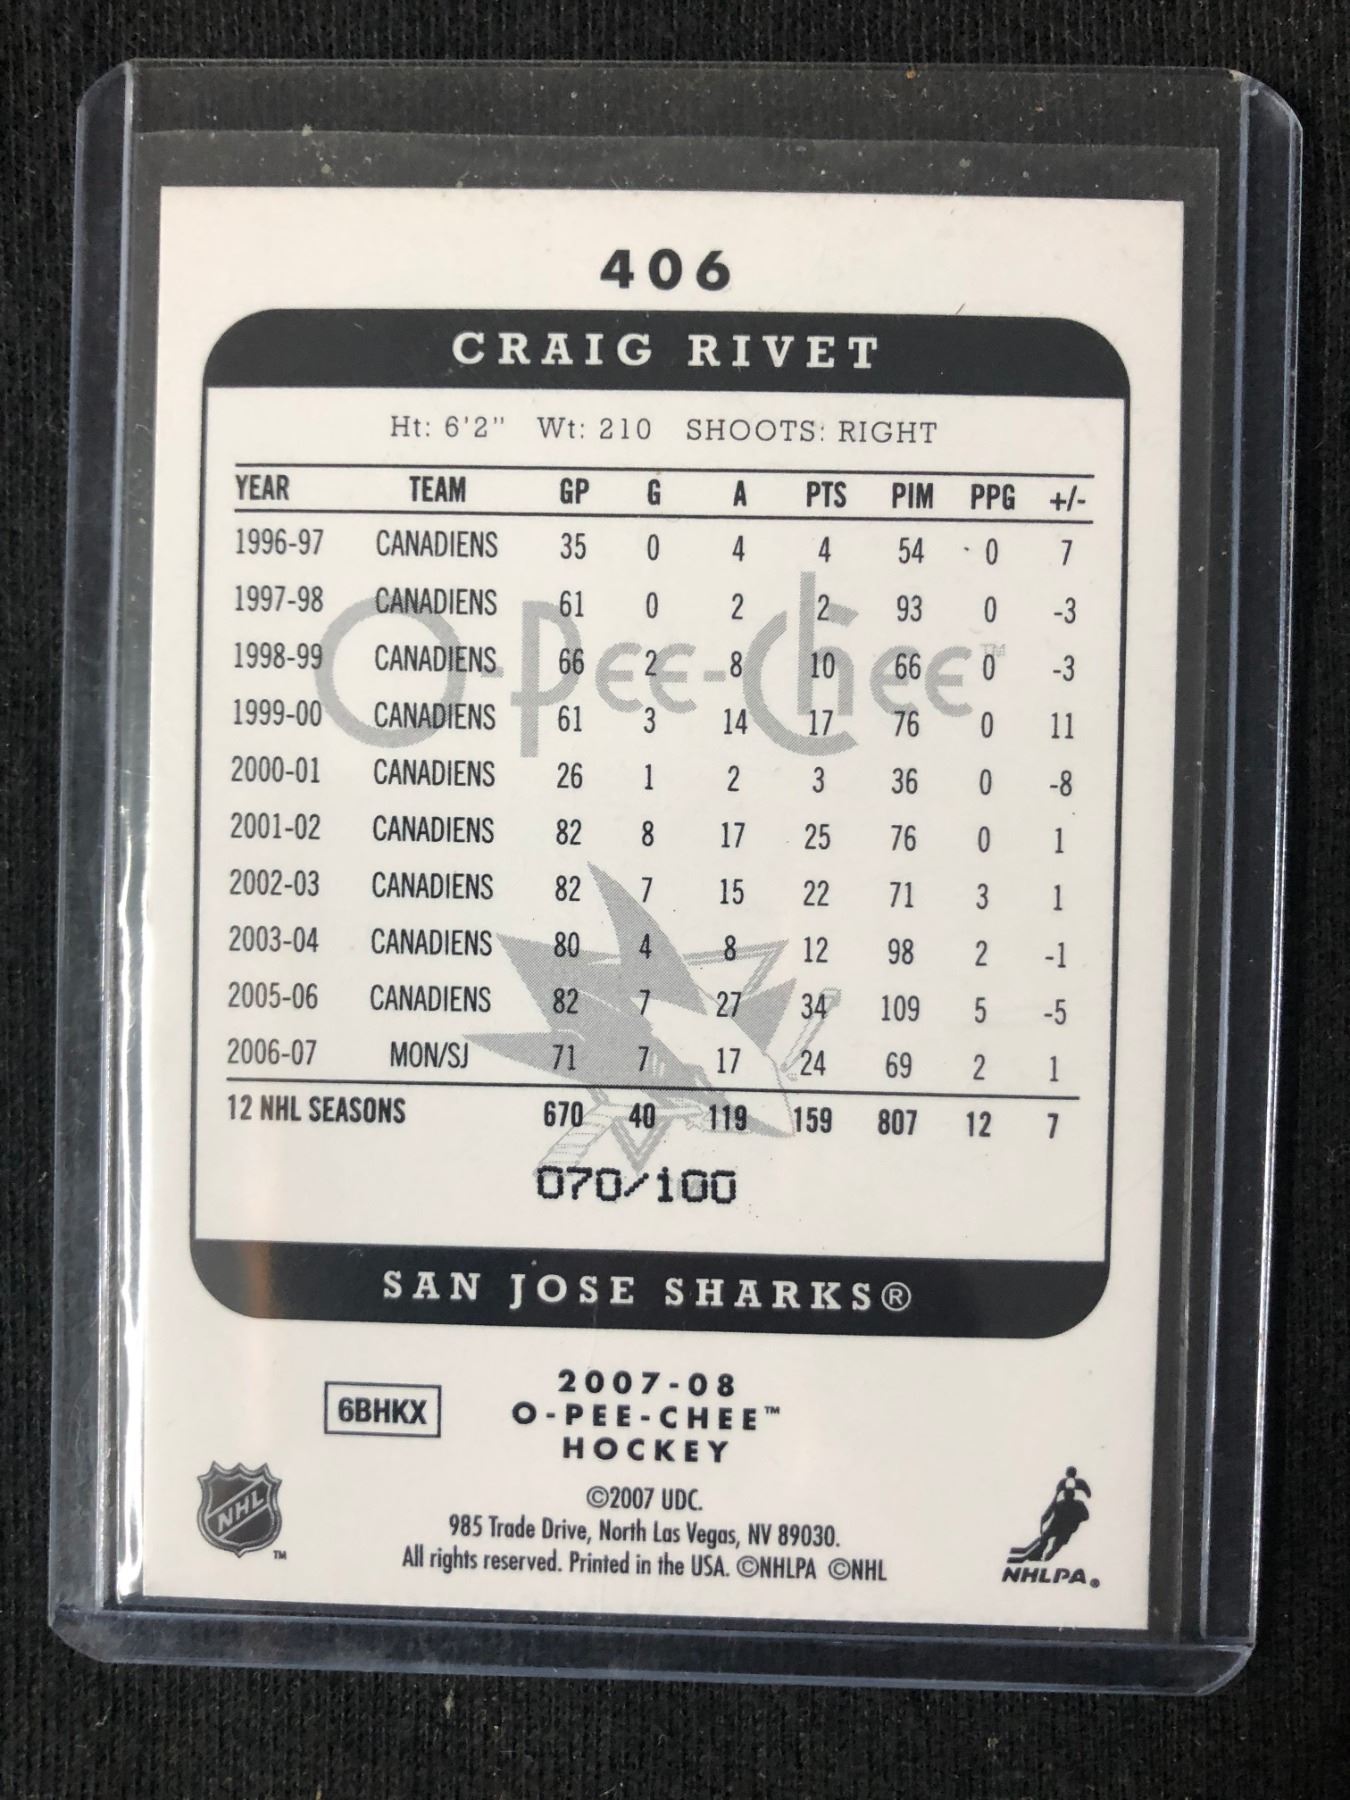 406
CRAIG RIVET
Ht: 6'2" Wt: 210 SHOOTS: RIGHT
YEAR TEAM GP G A PTS PIM PPG +/-
1996-97 CANADIENS 35 0 4 4 54 0 7
1997-98 CANADIENS 61 0 2 2 93 0 -3
1998-99 CANADIENS 66 2 8 10 66 0 -3
1999-00 CANADIENS 61 3 14 17 76 0 11
2000-01 CANADIENS 26 1 2 3 36 0 -8
2001-02 CANADIENS 82 8 17 25 76 0 1
2002-03 CANADIENS 82 7 15 22 71 3 1
2003-04 CANADIENS 80 4 8 12 98 2 -1
2005-06 CANADIENS 82 7 27 34 109 5 -5
2006-07 MON/SJ 71 7 17 24 69 2 1
12 NHL SEASONS 670 40 119 159 807 12 7
O-PEE-Chee™
070/100
SAN JOSE SHARKS®
6BHKX
2007-08
O-PEE-CHEE™
HOCKEY
©2007 UDC.
985 Trade Drive, North Las Vegas, NV 89030.
All rights reserved. Printed in the USA. ©NHLPA ©NHL
NHL™
NHLPA®